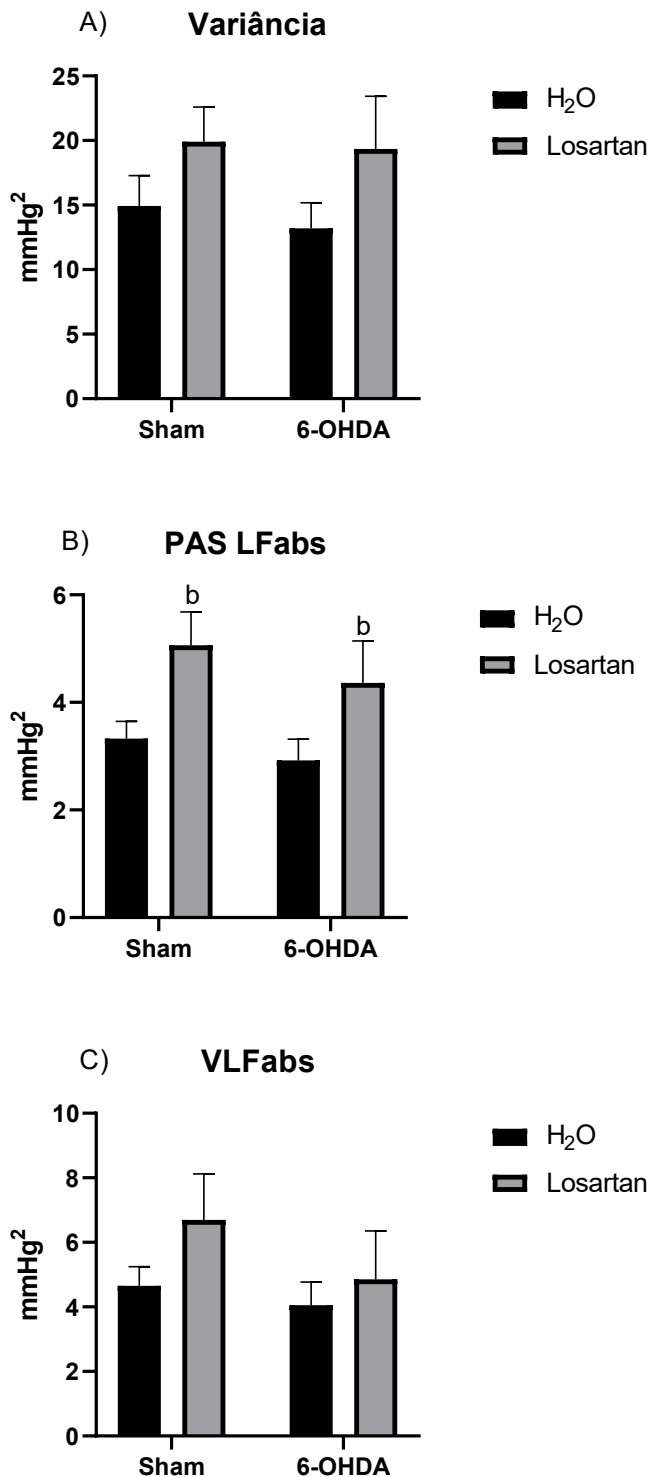 A) Variância
25
20
15
10
5
0
mmHg²
Sham 6-OHDA
H₂O
Losartan
B) PAS LFabs
6
4
2
0
mmHg²
b
b
Sham 6-OHDA
H₂O
Losartan
C) VLFabs
10
8
6
4
2
0
mmHg²
Sham 6-OHDA
H₂O
Losartan